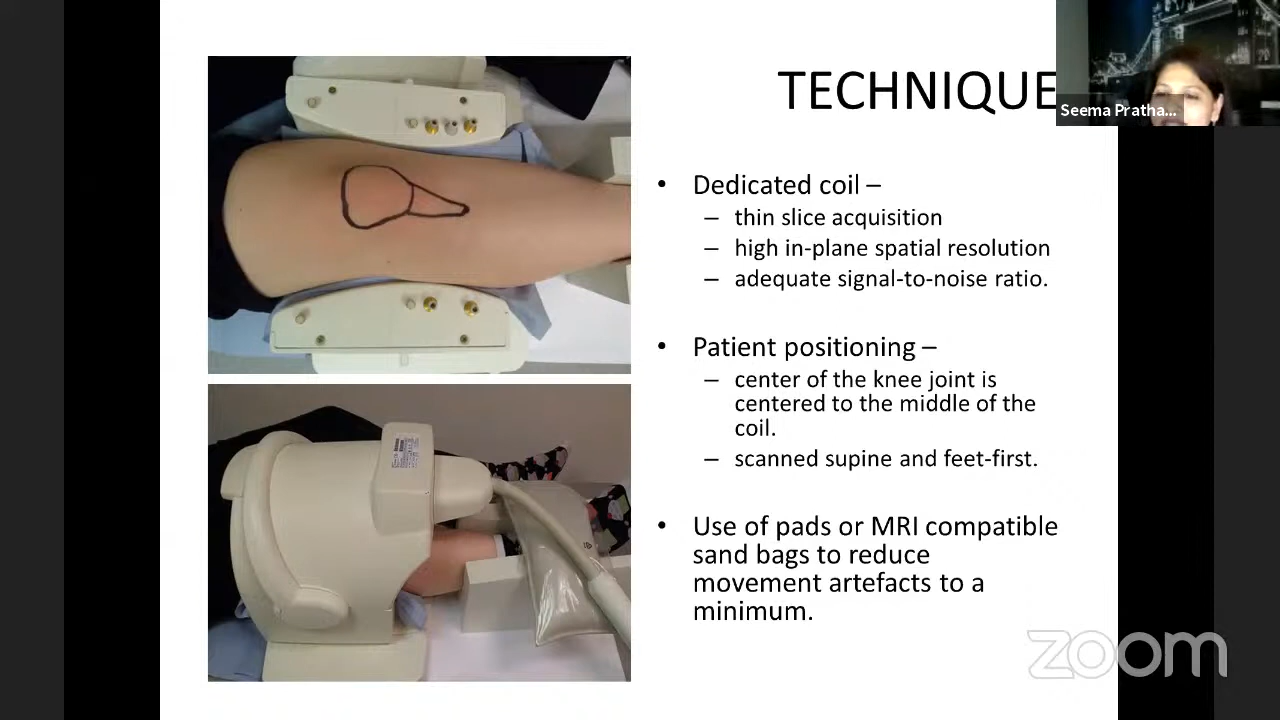 TECHNIQUE
Seema Pratha...
• Dedicated coil –
– thin slice acquisition
– high in-plane spatial resolution
– adequate signal-to-noise ratio.
• Patient positioning –
– center of the knee joint is
centered to the middle of the
coil.
– scanned supine and feet-first.
• Use of pads or MRI compatible
sand bags to reduce
movement artefacts to a
minimum.
zoom